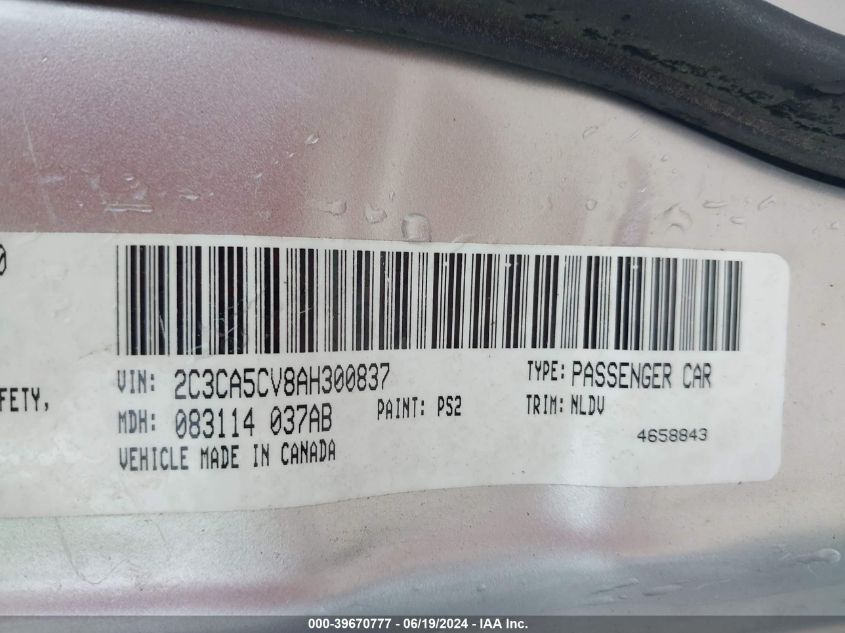 0
FETY,
VIN: 2C3CA5CV8AH300837 TYPE: PASSENGER CAR
MDH: 083114 037AB PAINT: PS2 TRIM: NLDV
VEHICLE MADE IN CANADA 4658843
000-39670777 - 06/19/2024 - IAA, Inc.